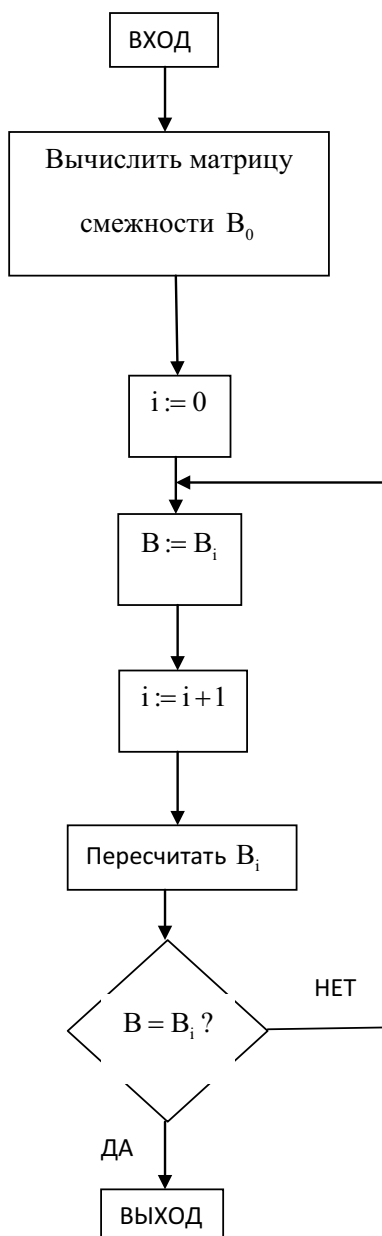 ВХОД
Вычислить матрицу
смежности B₀
i := 0
B := Bᵢ
i := i + 1
Пересчитать Bᵢ
B = Bᵢ ?
НЕТ
ДА
ВЫХОД